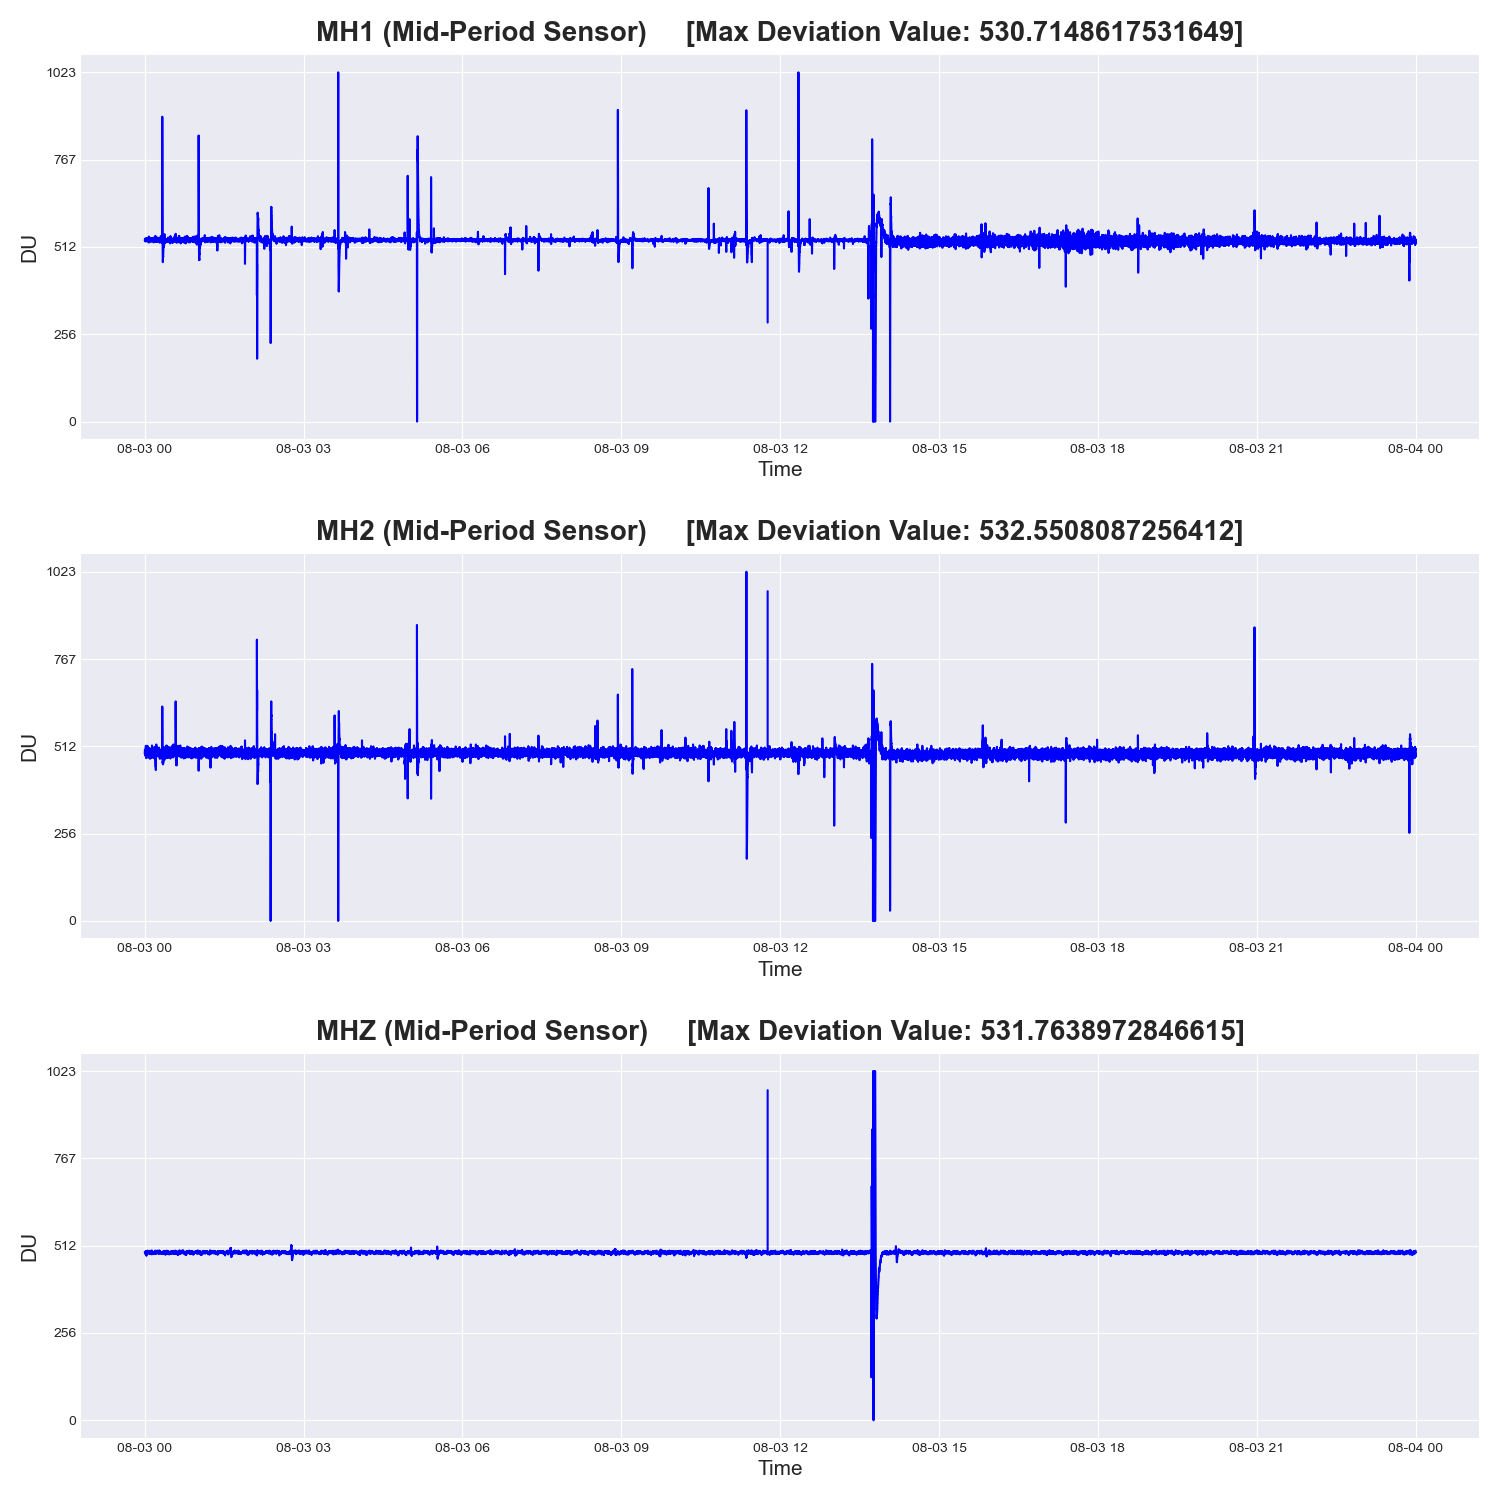 MH1 (Mid-Period Sensor) [Max Deviation Value: 530.7148617531649]
1023
767
512
256
0
DU
08-03 00 08-03 03 08-03 06 08-03 09 08-03 12 08-03 15 08-03 18 08-03 21 08-04 00
Time
MH2 (Mid-Period Sensor) [Max Deviation Value: 532.5508087256412]
1023
767
512
256
0
DU
08-03 00 08-03 03 08-03 06 08-03 09 08-03 12 08-03 15 08-03 18 08-03 21 08-04 00
Time
MHZ (Mid-Period Sensor) [Max Deviation Value: 531.7638972846615]
1023
767
512
256
0
DU
08-03 00 08-03 03 08-03 06 08-03 09 08-03 12 08-03 15 08-03 18 08-03 21 08-04 00
Time